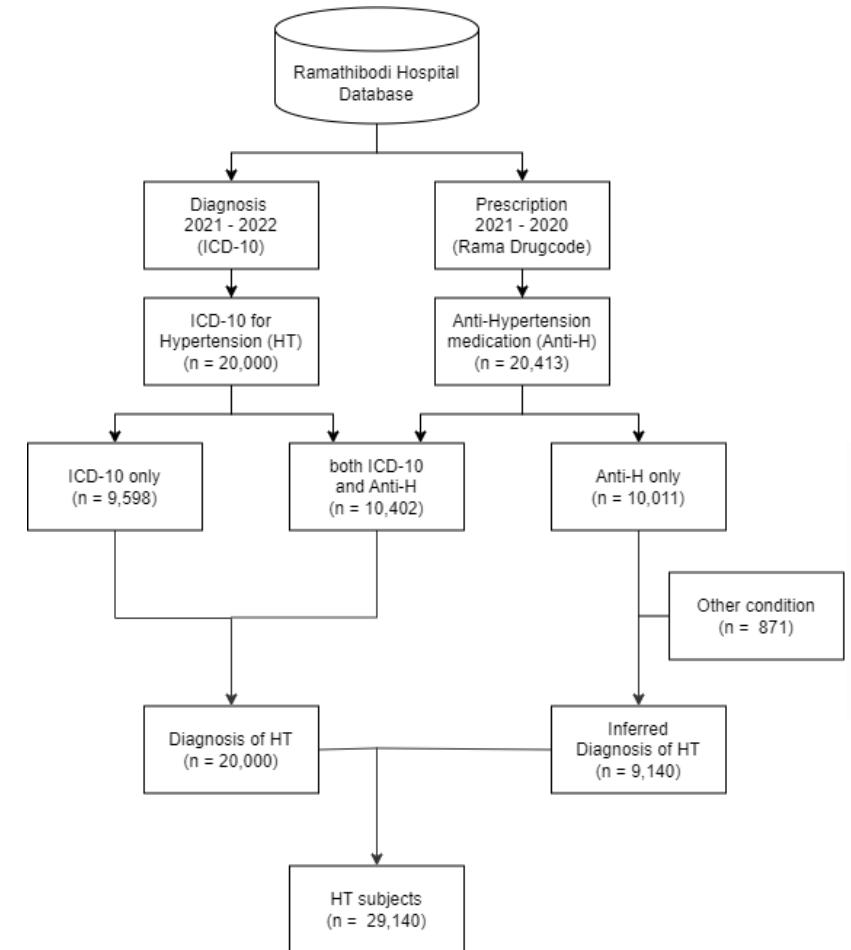 Ramathibodi Hospital
Database
Diagnosis
2021 - 2022
(ICD-10)
Prescription
2021 - 2020
(Rama Drugcode)
ICD-10 for
Hypertension (HT)
(n = 20,000)
Anti-Hypertension
medication (Anti-H)
(n = 20,413)
ICD-10 only
(n = 9,598)
both ICD-10
and Anti-H
(n = 10,402)
Anti-H only
(n = 10,011)
Other condition
(n =  871)
Diagnosis of HT
(n = 20,000)
Inferred
Diagnosis of HT
(n = 9,140)
HT subjects
(n =  29,140)